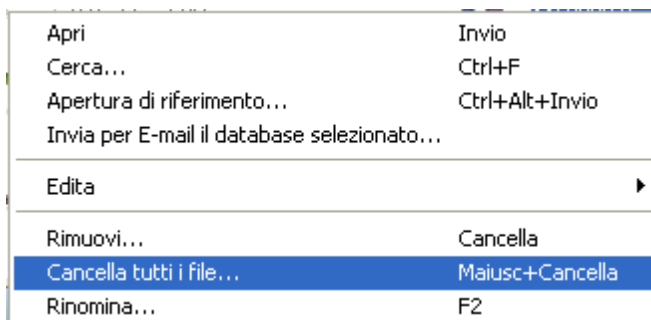 Apri Invio
Cerca... Ctrl+F
Apertura di riferimento... Ctrl+Alt+Invio
Invia per E-mail il database selezionato...
Edita
Rimuovi... Cancella
Cancella tutti i file... Maiusc+Cancella
Rinomina... F2